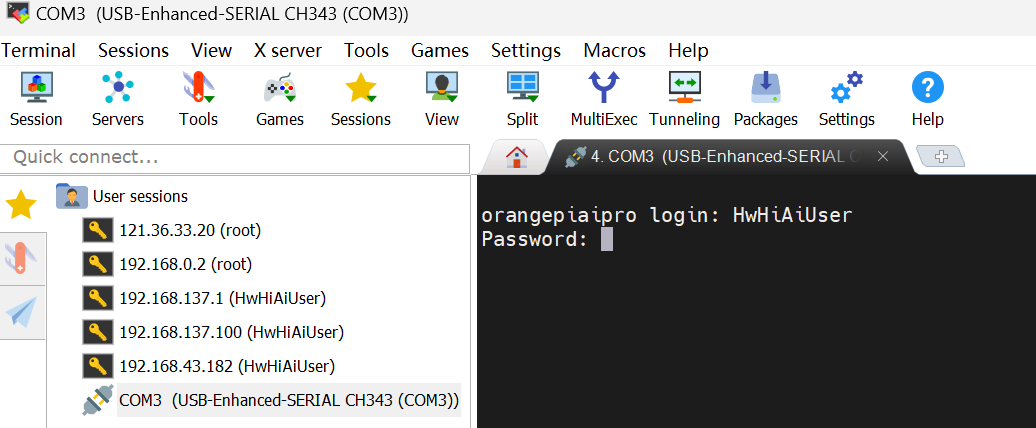 COM3  (USB-Enhanced-SERIAL CH343 (COM3))
Terminal Sessions View X server Tools Games Settings Macros Help
Session Servers Tools Games Sessions View Split MultiExec Tunneling Packages Settings Help
Quick connect...
4. COM3  (USB-Enhanced-SERIAL C
User sessions
121.36.33.20 (root)
192.168.0.2 (root)
192.168.137.1 (HwHiAiUser)
192.168.137.100 (HwHiAiUser)
192.168.43.182 (HwHiAiUser)
COM3  (USB-Enhanced-SERIAL CH343 (COM3))
orangepiaipro login: HwHiAiUser
Password: